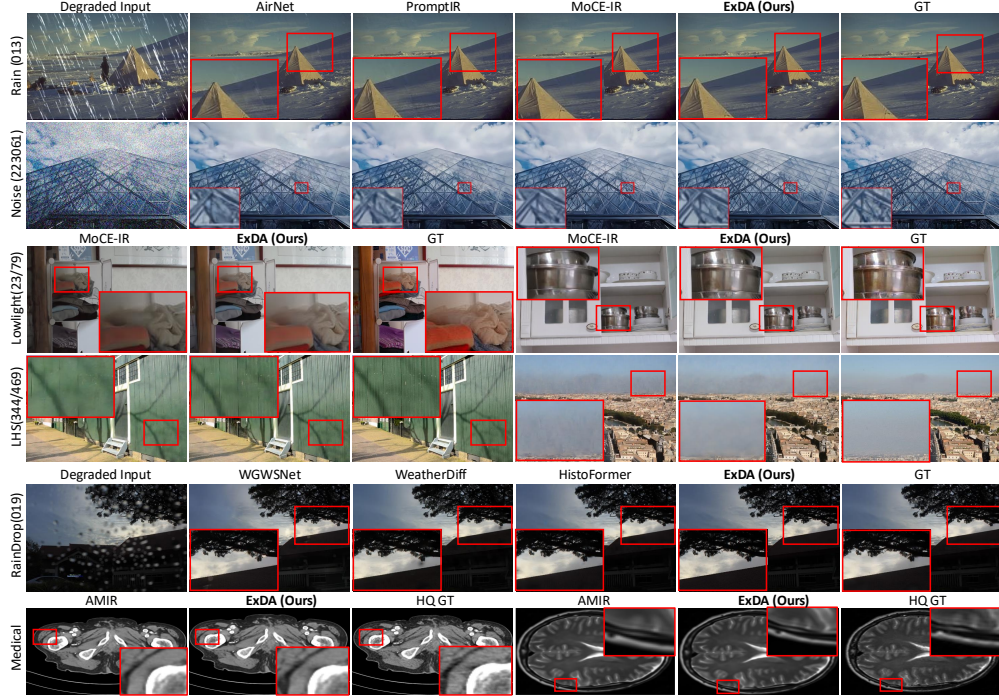 Degraded Input AirNet PromptIR MoCE-IR ExDA (Ours) GT
Rain (013)
Noise (223061)
MoCE-IR ExDA (Ours) GT MoCE-IR ExDA (Ours) GT
Lowlight(23/79)
LHS(344/469)
Degraded Input WGWSNet WeatherDiff HistoFormer ExDA (Ours) GT
RainDrop(019)
AMIR ExDA (Ours) HQ GT AMIR ExDA (Ours) HQ GT
Medical